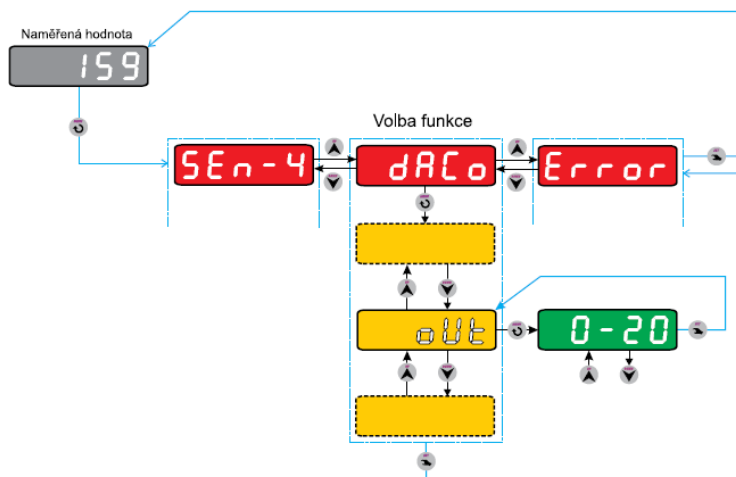 Naměřená hodnota
159
Volba funkce
SEn-4
dACo
Error
oUt
0-20